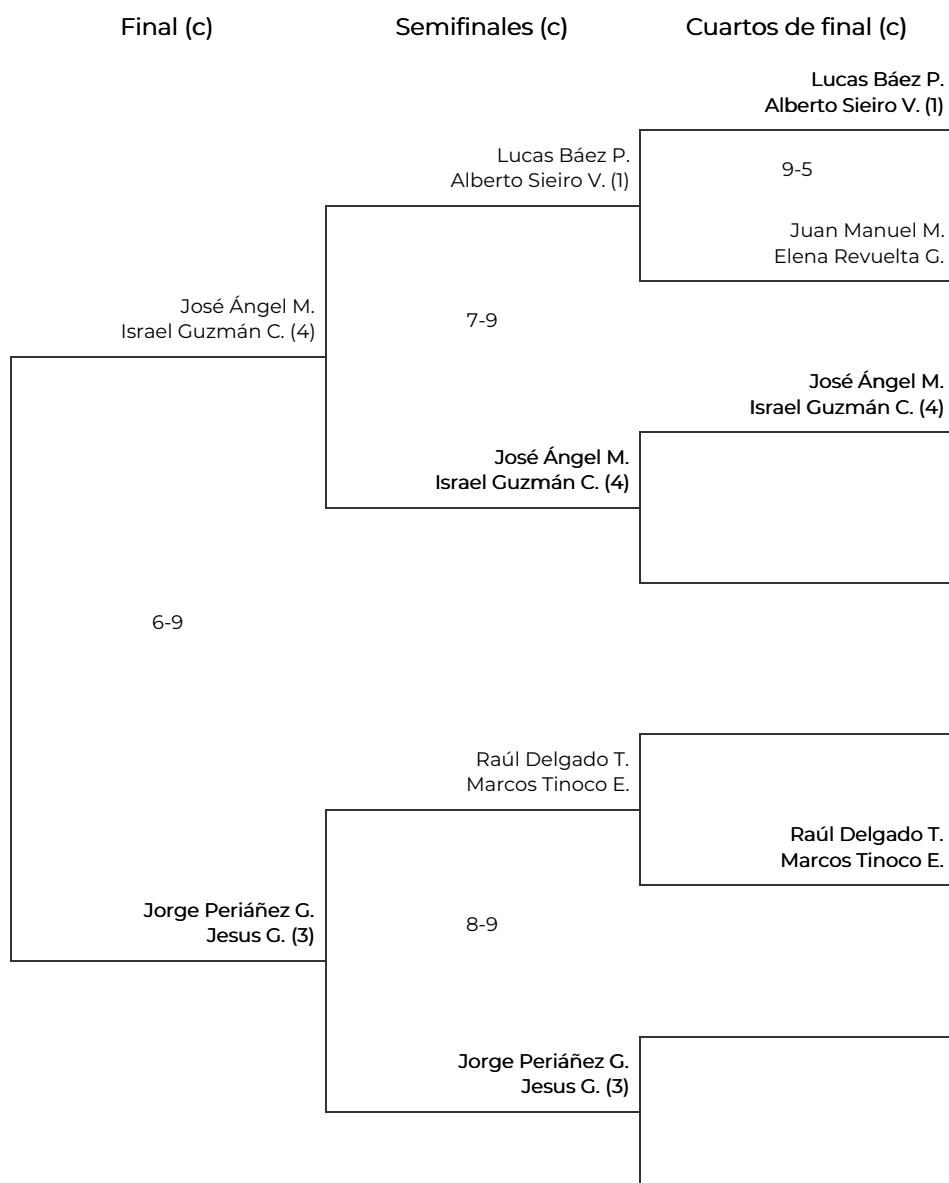 Final (c)
Semifinales (c)
Cuartos de final (c)
Lucas Báez P.
Alberto Sieiro V. (1)
Lucas Báez P.
Alberto Sieiro V. (1)
9-5
Juan Manuel M.
Elena Revuelta G.
José Ángel M.
Israel Guzmán C. (4)
7-9
José Ángel M.
Israel Guzmán C. (4)
José Ángel M.
Israel Guzmán C. (4)
6-9
Raúl Delgado T.
Marcos Tinoco E.
Raúl Delgado T.
Marcos Tinoco E.
Jorge Periáñez G.
Jesus G. (3)
8-9
Jorge Periáñez G.
Jesus G. (3)